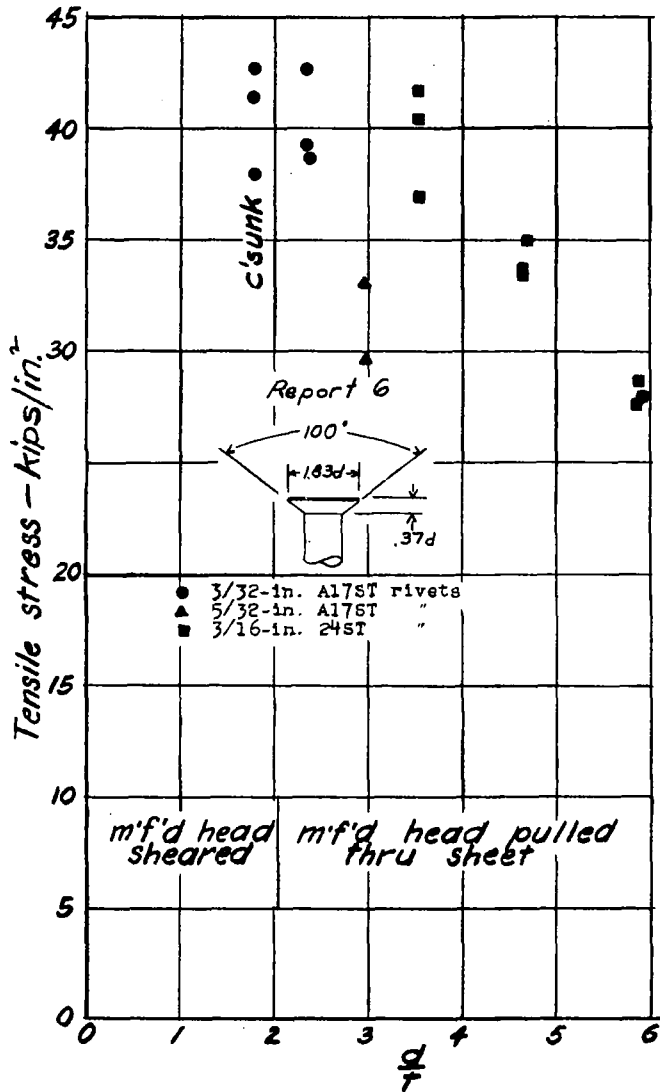 45
40
35
30
20
15
10
5
0
Tensile stress — kips/in.²
c'sunk
Report 6
100°
1.83d
.37d
● 3/32-in. A17ST rivets
▲ 5/32-in. A17ST "
■ 3/16-in. 24ST "
m'f'd head
sheared
m'f'd head pulled
thru sheet
0 1 2 3 4 5 6
d
T